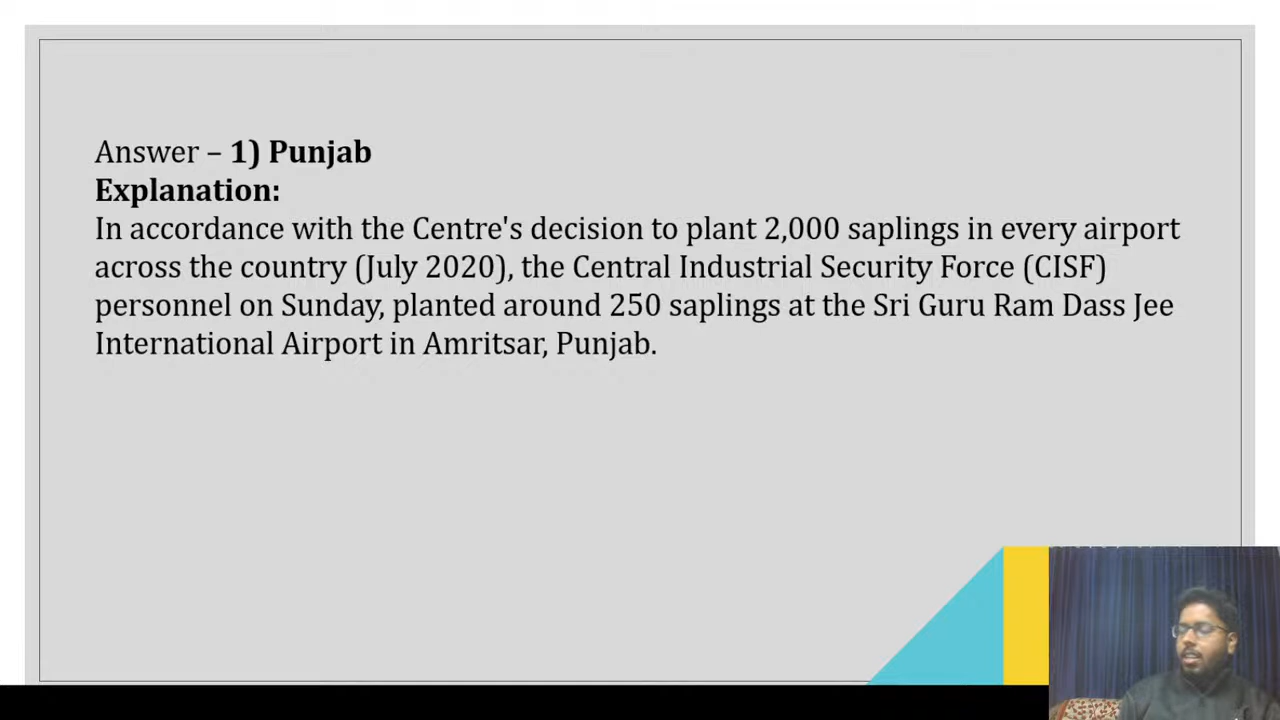 Answer – 1) Punjab
Explanation:
In accordance with the Centre's decision to plant 2,000 saplings in every airport
across the country (July 2020), the Central Industrial Security Force (CISF)
personnel on Sunday, planted around 250 saplings at the Sri Guru Ram Dass Jee
International Airport in Amritsar, Punjab.